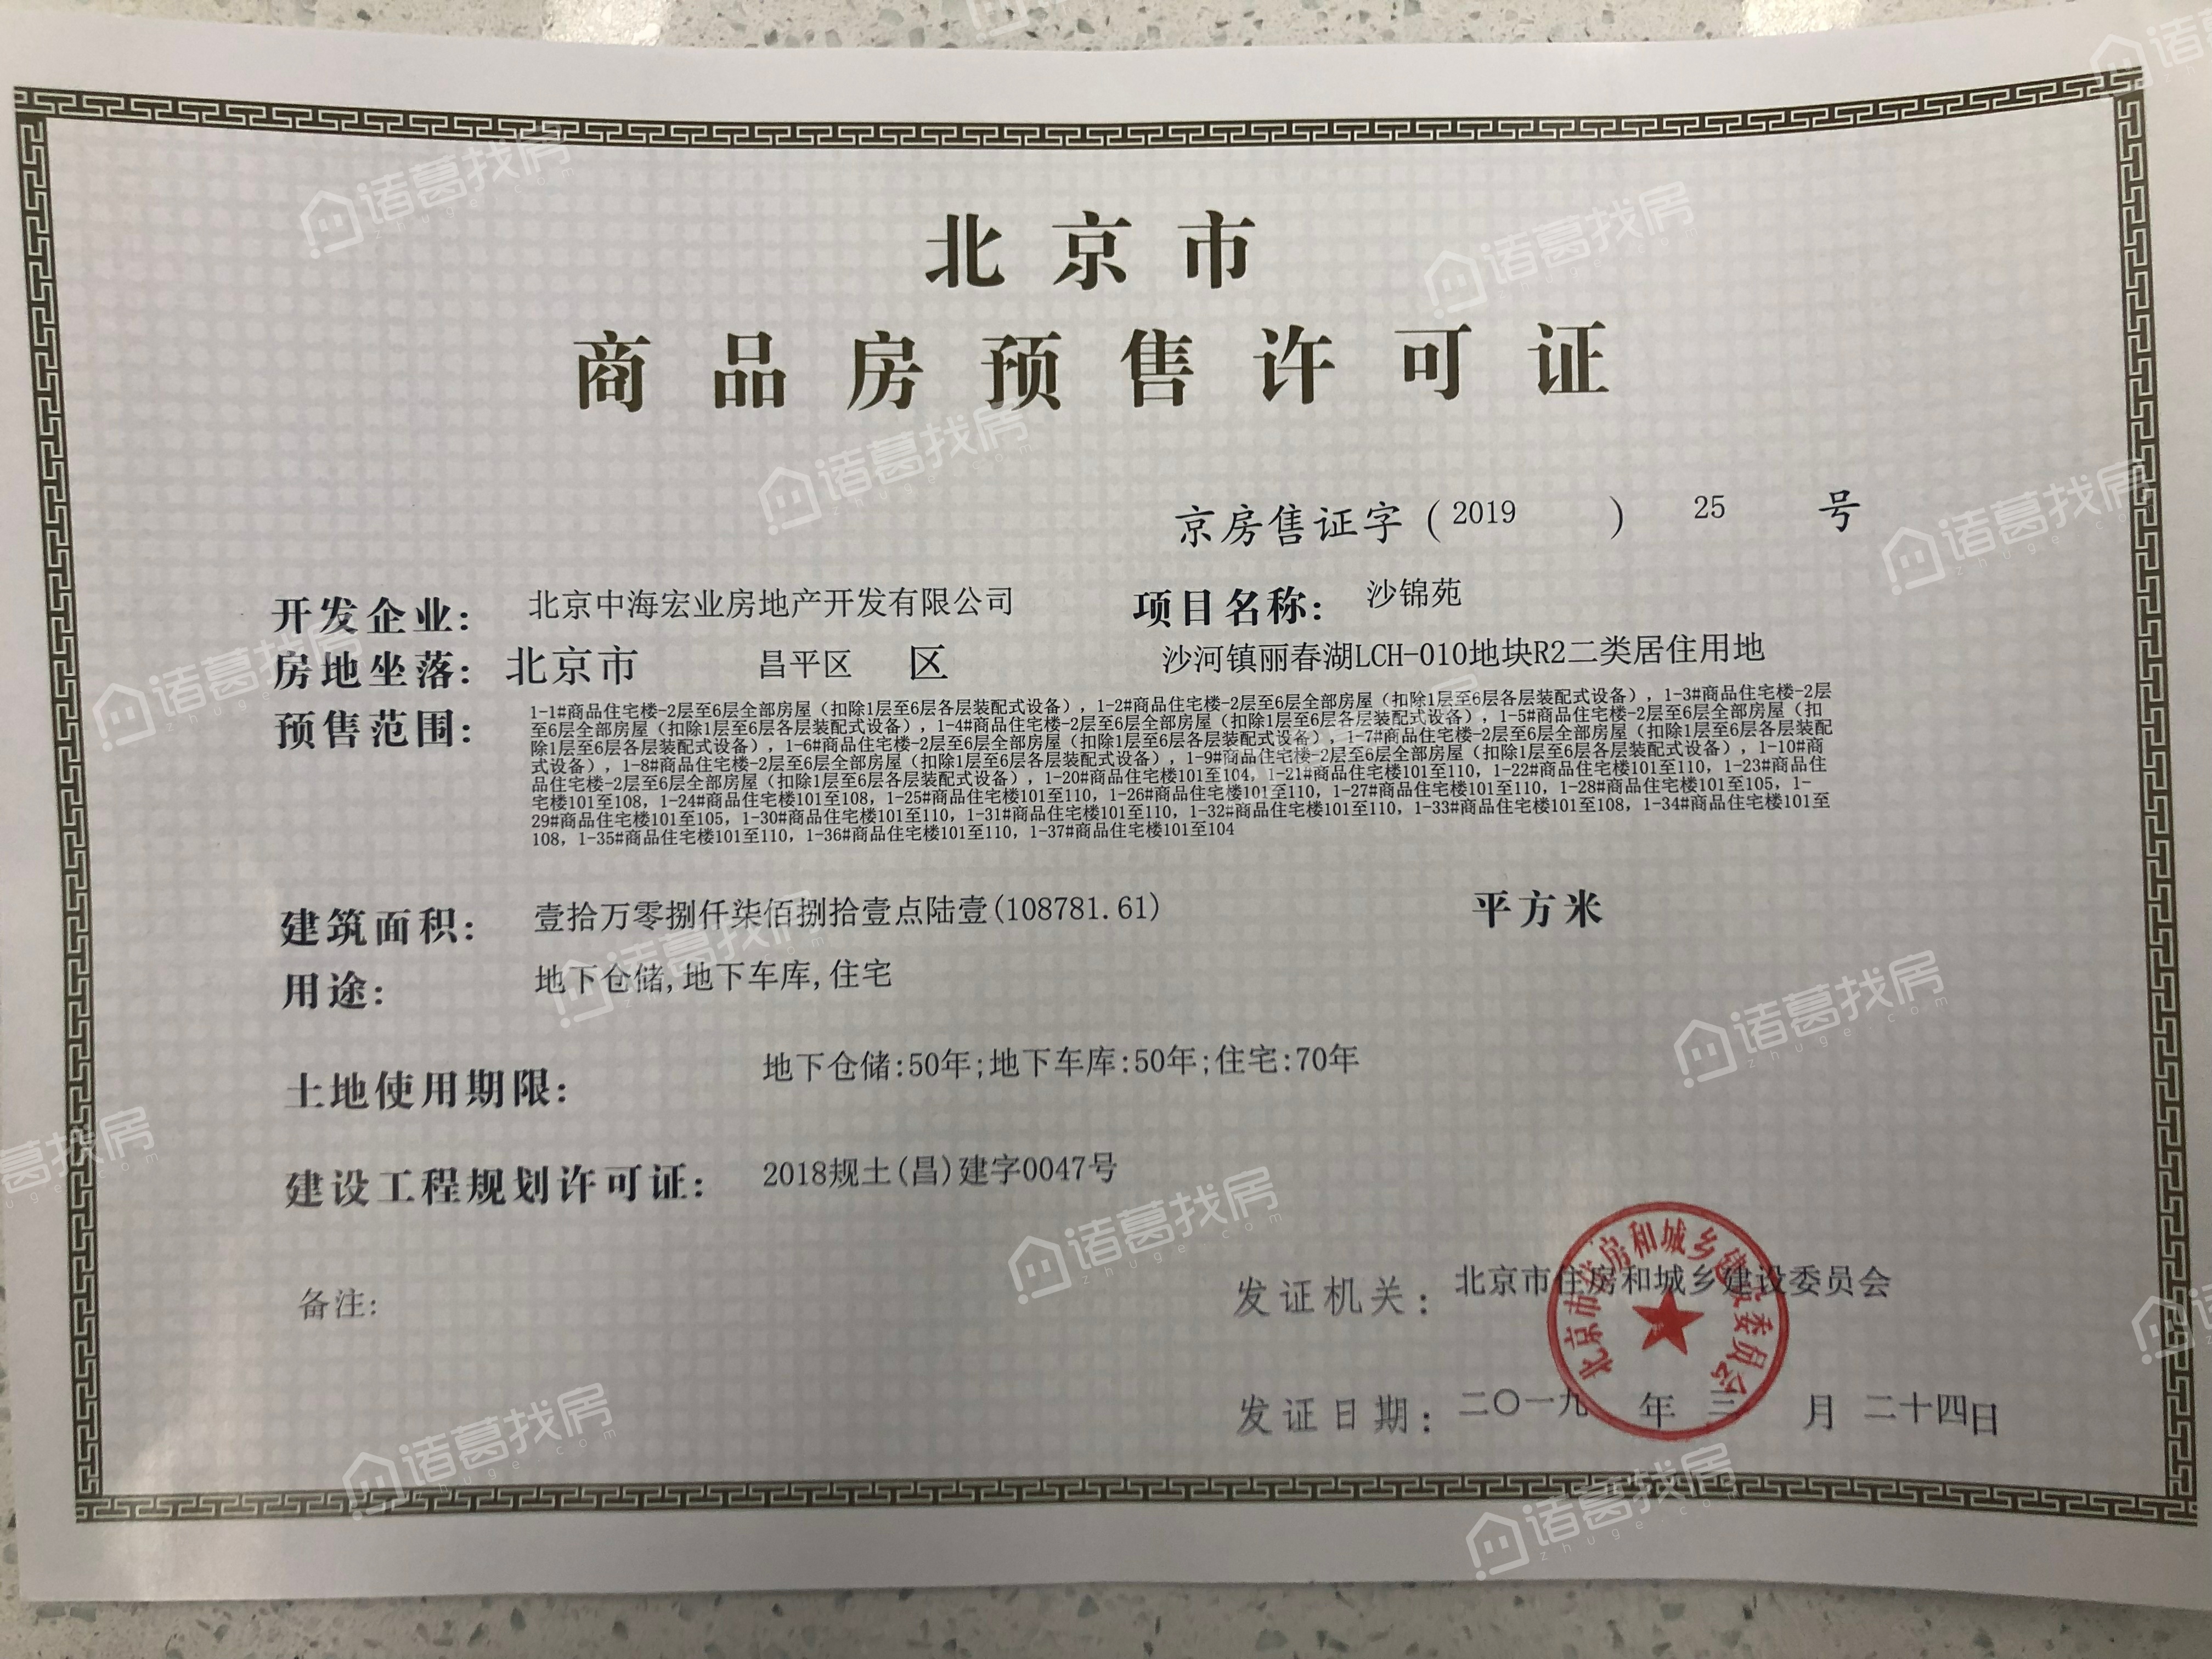 北京市
商品房预售许可证
京房售证字（2019）25号
开发企业：北京中海宏业房地产开发有限公司 项目名称：沙锦苑
房地坐落：北京市 昌平区 区 沙河镇丽春湖LCH-010地块R2二类居住用地
预售范围：1-1#商品住宅楼-2层至6层全部房屋（扣除1层至6层各层装配式设备），1-2#商品住宅楼-2层至6层全部房屋（扣除1层至6层各层装配式设备），1-3#商品住宅楼-2层
至6层全部房屋（扣除1层至6层各层装配式设备），1-4#商品住宅楼-2层至6层全部房屋（扣除1层至6层各层装配式设备），1-5#商品住宅楼-2层至6层全部房屋（扣
除1层至6层各层装配式设备），1-6#商品住宅楼-2层至6层全部房屋（扣除1层至6层各层装配式设备），1-7#商品住宅楼-2层至6层全部房屋（扣除1层至6层各层装配
式设备），1-8#商品住宅楼-2层至6层全部房屋（扣除1层至6层各层装配式设备），1-9#商品住宅楼-2层至6层全部房屋（扣除1层至6层各层装配式设备），1-10#商
品住宅楼-2层至6层全部房屋（扣除1层至6层各层装配式设备），1-20#商品住宅楼101至104，1-21#商品住宅楼101至110，1-22#商品住宅楼101至110，1-23#商品住
宅楼101至108，1-24#商品住宅楼101至108，1-25#商品住宅楼101至110，1-26#商品住宅楼101至110，1-27#商品住宅楼101至110，1-28#商品住宅楼101至105，1-
29#商品住宅楼101至105，1-30#商品住宅楼101至110，1-31#商品住宅楼101至110，1-32#商品住宅楼101至110，1-33#商品住宅楼101至108，1-34#商品住宅楼101至
108，1-35#商品住宅楼101至110，1-36#商品住宅楼101至110，1-37#商品住宅楼101至104
建筑面积：壹拾万零捌仟柒佰捌拾壹点陆壹(108781.61) 平方米
用途：地下仓储,地下车库,住宅
土地使用期限：地下仓储:50年;地下车库:50年;住宅:70年
建设工程规划许可证：2018规土(昌)建字0047号
备注：
发证机关：北京市住房和城乡建设委员会
发证日期：二〇一九 年 三 月 二十四日
北京市住房和城乡建设委员会
诸葛找房
zhuge.com